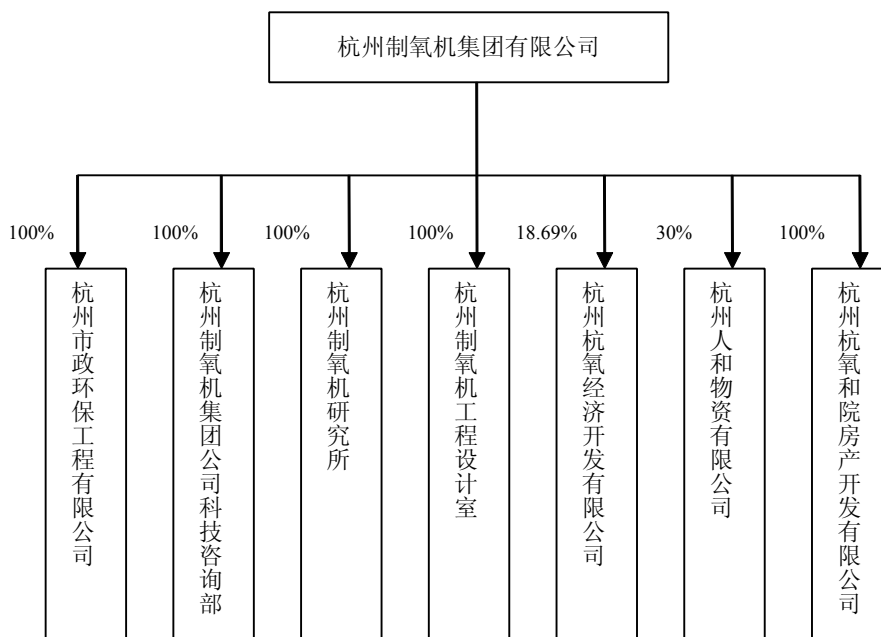 杭州制氧机集团有限公司
100%
100%
100%
100%
18.69%
30%
100%
杭州市政环保工程有限公司
杭州制氧机集团公司科技咨询部
杭州制氧机研究所
杭州制氧机工程设计室
杭州杭氧经济开发有限公司
杭州人和物资有限公司
杭州杭氧和院房产开发有限公司